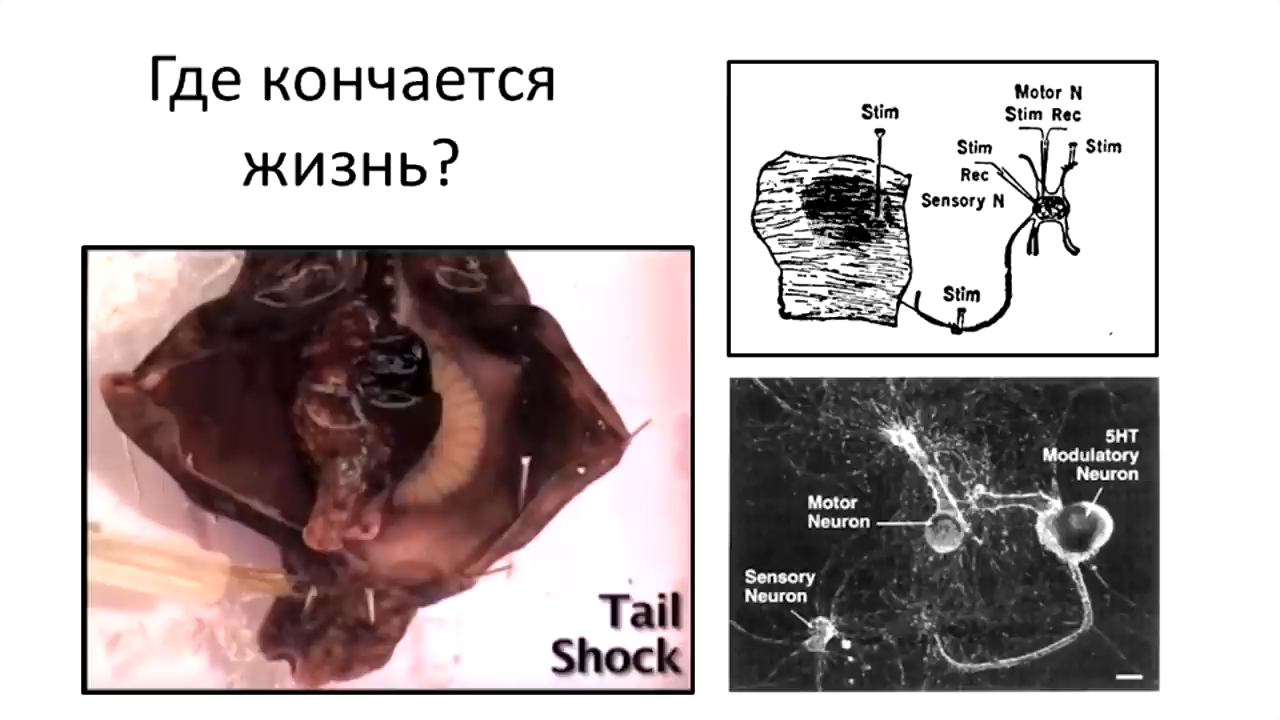 Где кончается
жизнь?
Tail
Shock
Motor N
Stim Rec
Stim
Stim
Stim
Rec
Sensory N
Stim
5HT
Modulatory
Neuron
Motor
Neuron
Sensory
Neuron